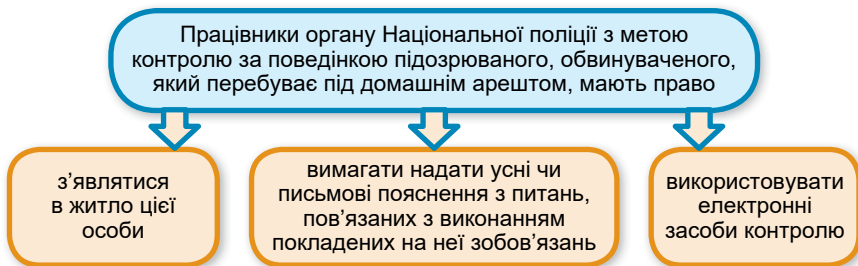 Працівники органу Національної поліції з метою
контролю за поведінкою підозрюваного, обвинуваченого,
який перебуває під домашнім арештом, мають право
з’являтися
в житло цієї
особи
вимагати надати усні чи
письмові пояснення з питань,
пов’язаних з виконанням
покладених на неї зобов’язань
використовувати
електронні
засоби контролю